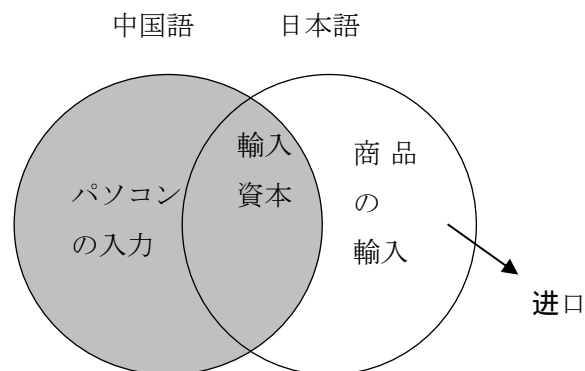 中国語
日本語
パソコン
の入力
輸入
資本
商 品
の
輸入
进口